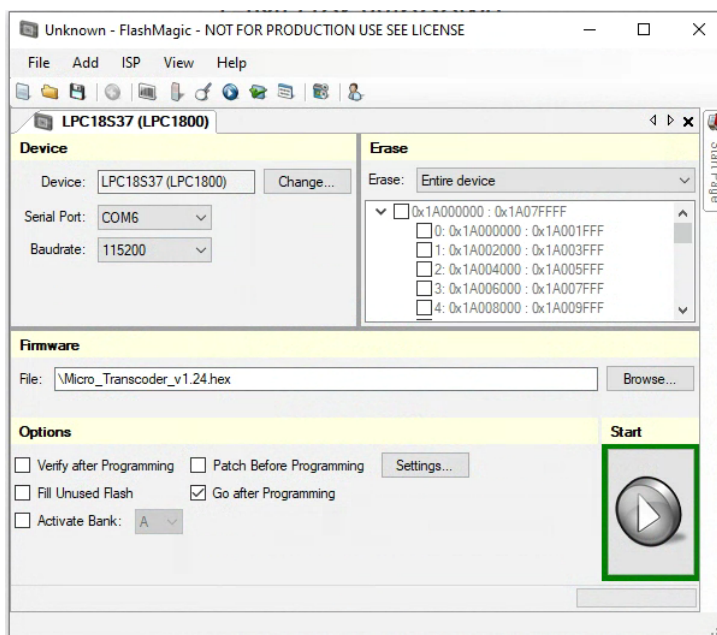 Unknown - FlashMagic - NOT FOR PRODUCTION USE SEE LICENSE
File Add ISP View Help
LPC18S37 (LPC1800)
Start Page
Device
Device: LPC18S37 (LPC1800) Change...
Serial Port: COM6
Baudrate: 115200
Erase
Erase: Entire device
0x1A000000 : 0x1A07FFFF
0: 0x1A000000 : 0x1A001FFF
1: 0x1A002000 : 0x1A003FFF
2: 0x1A004000 : 0x1A005FFF
3: 0x1A006000 : 0x1A007FFF
4: 0x1A008000 : 0x1A009FFF
Firmware
File: \Micro_Transcoder_v1.24.hex Browse...
Options
Verify after Programming Patch Before Programming Settings...
Fill Unused Flash Go after Programming
Activate Bank: A
Start